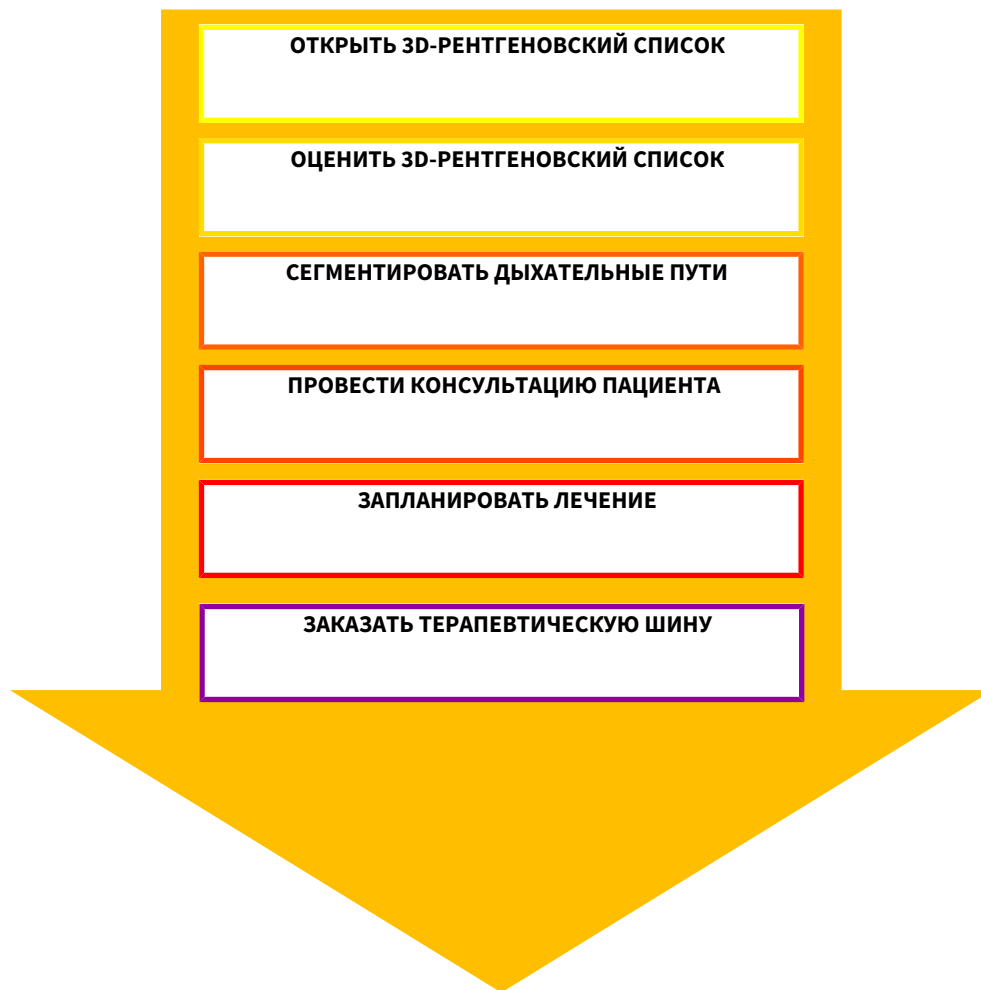 ОТКРЫТЬ 3D-РЕНТГЕНОВСКИЙ СПИСОК
ОЦЕНИТЬ 3D-РЕНТГЕНОВСКИЙ СПИСОК
СЕГМЕНТИРОВАТЬ ДЫХАТЕЛЬНЫЕ ПУТИ
ПРОВЕСТИ КОНСУЛЬТАЦИЮ ПАЦИЕНТА
ЗАПЛАНИРОВАТЬ ЛЕЧЕНИЕ
ЗАКАЗАТЬ ТЕРАПЕВТИЧЕСКУЮ ШИНУ